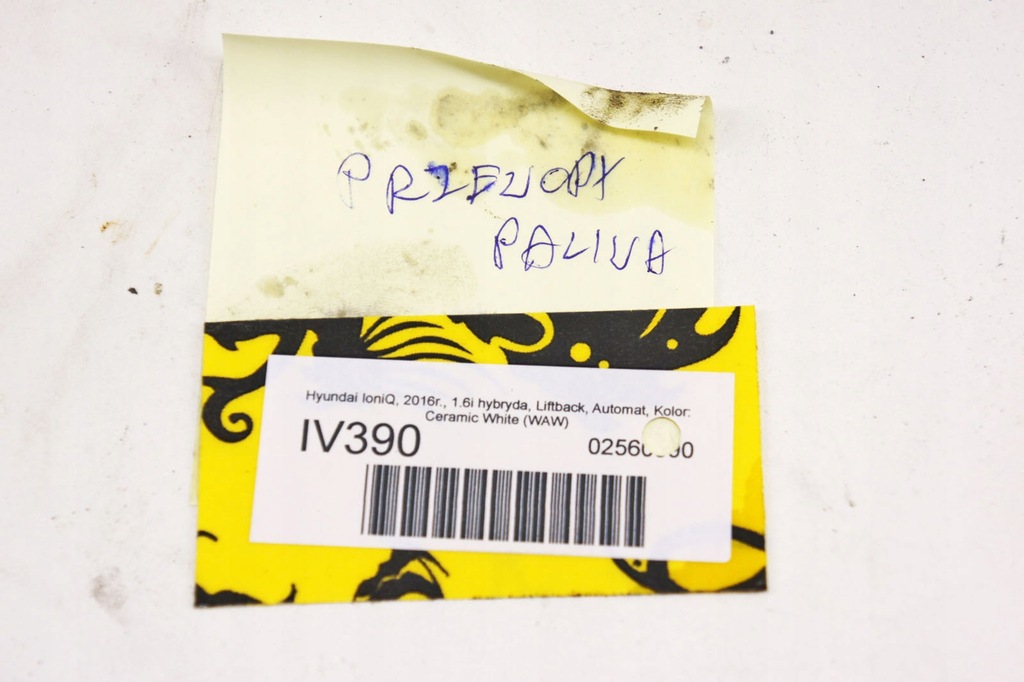 PRZEWODY
PALIWA
Hyundai IoniQ, 2016r., 1.6i hybryda, Liftback, Automat, Kolor:
Ceramic White (WAW)
IV390